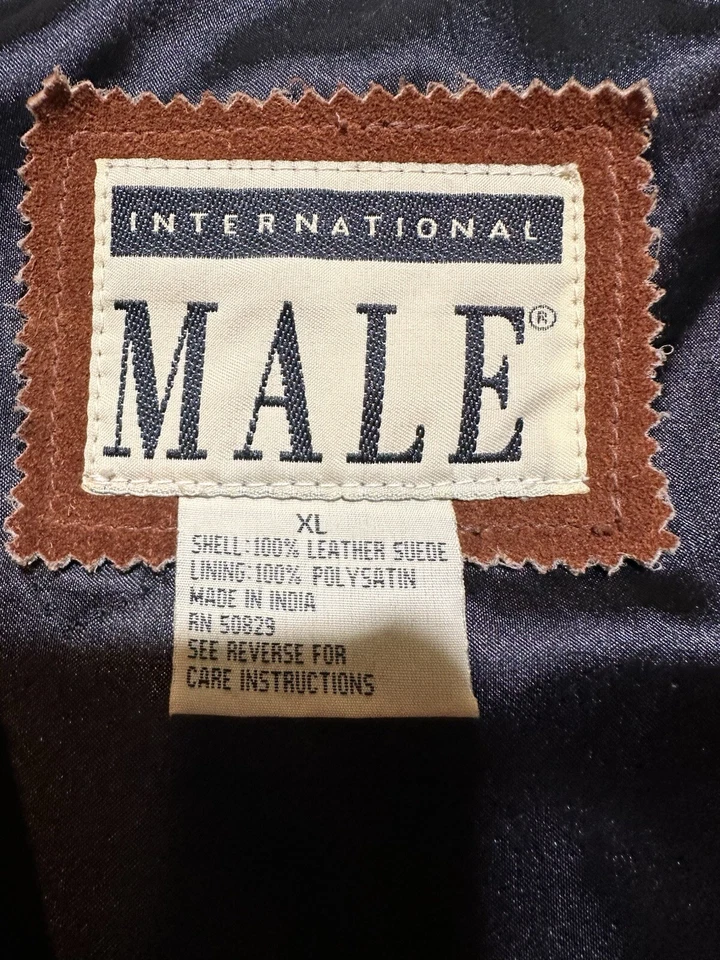 INTERNATIONAL
MALE®
XL
SHELL:100% LEATHER SUEDE
LINING:100% POLYSATIN
MADE IN INDIA
RN 50829
SEE REVERSE FOR
CARE INSTRUCTIONS